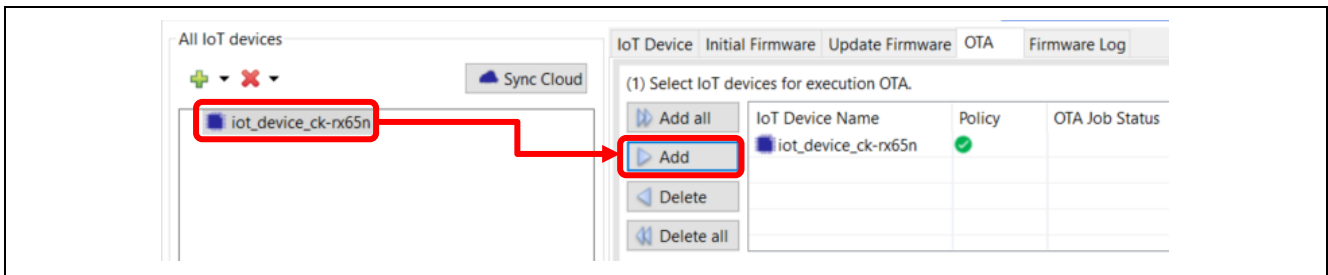 All IoT devices
Sync Cloud
iot_device_ck-rx65n
IoT Device Initial Firmware Update Firmware OTA Firmware Log
(1) Select IoT devices for execution OTA.
Add all
Add
Delete
Delete all
IoT Device Name Policy OTA Job Status
iot_device_ck-rx65n